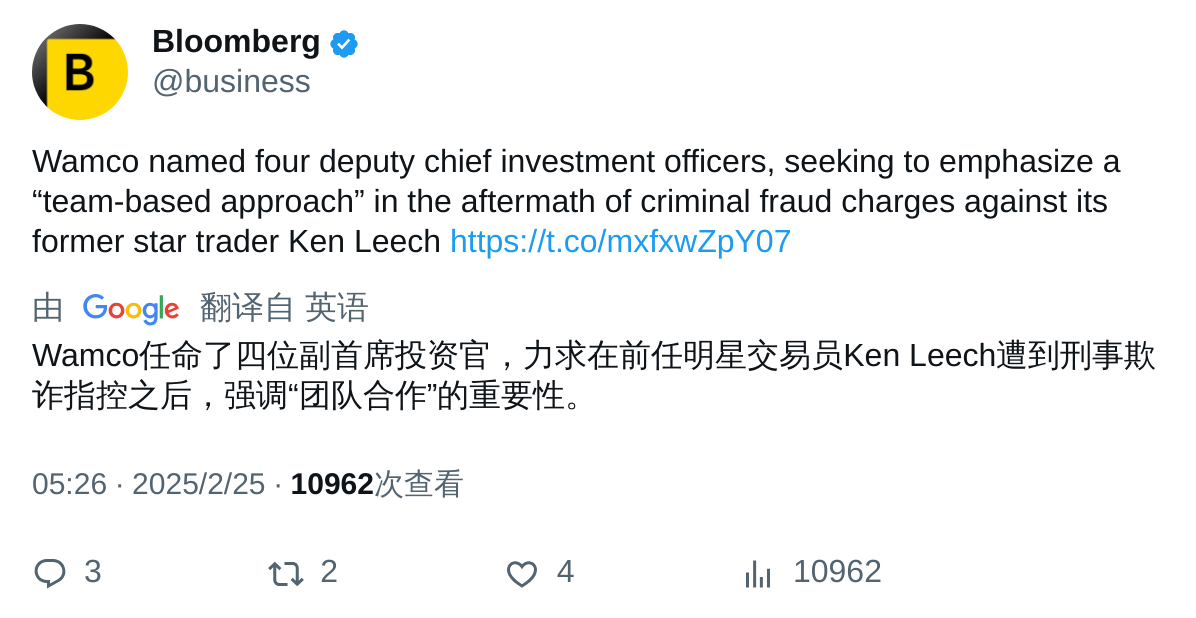 B
Bloomberg
@business
Wamco named four deputy chief investment officers, seeking to emphasize a
“team-based approach” in the aftermath of criminal fraud charges against its
former star trader Ken Leech https://t.co/mxfxwZpY07
由 Google 翻译自 英语
Wamco任命了四位副首席投资官，力求在前任明星交易员Ken Leech遭到刑事欺
诈指控之后，强调“团队合作”的重要性。
05:26 · 2025/2/25 · 10962次查看
3 2 4 10962